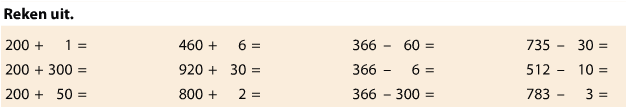 Reken uit.
200 + 1 = 460 + 6 = 366 – 60 = 735 – 30 =
200 + 300 = 920 + 30 = 366 – 6 = 512 – 10 =
200 + 50 = 800 + 2 = 366 – 300 = 783 – 3 =